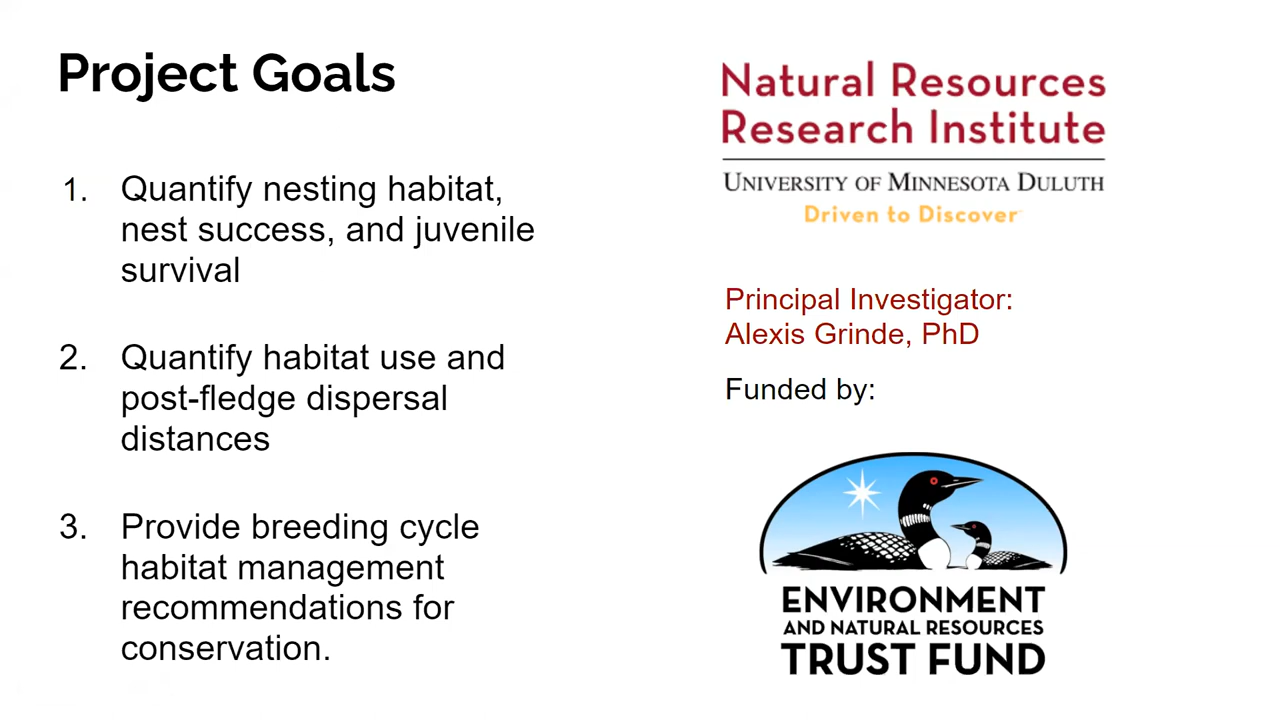 Project Goals
1. Quantify nesting habitat,
nest success, and juvenile
survival
2. Quantify habitat use and
post-fledge dispersal
distances
3. Provide breeding cycle
habitat management
recommendations for
conservation.
Natural Resources
Research Institute
UNIVERSITY OF MINNESOTA DULUTH
Driven to Discover
Principal Investigator:
Alexis Grinde, PhD
Funded by:
ENVIRONMENT
AND NATURAL RESOURCES
TRUST FUND